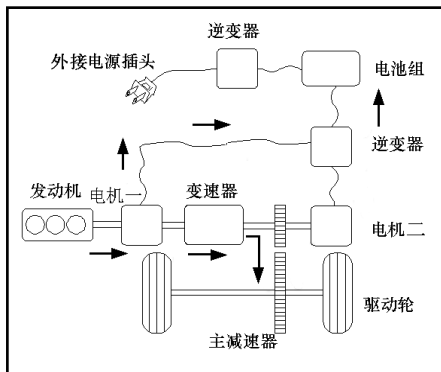 逆变器
外接电源插头
电池组
逆变器
发动机
电机一
变速器
电机二
驱动轮
主减速器